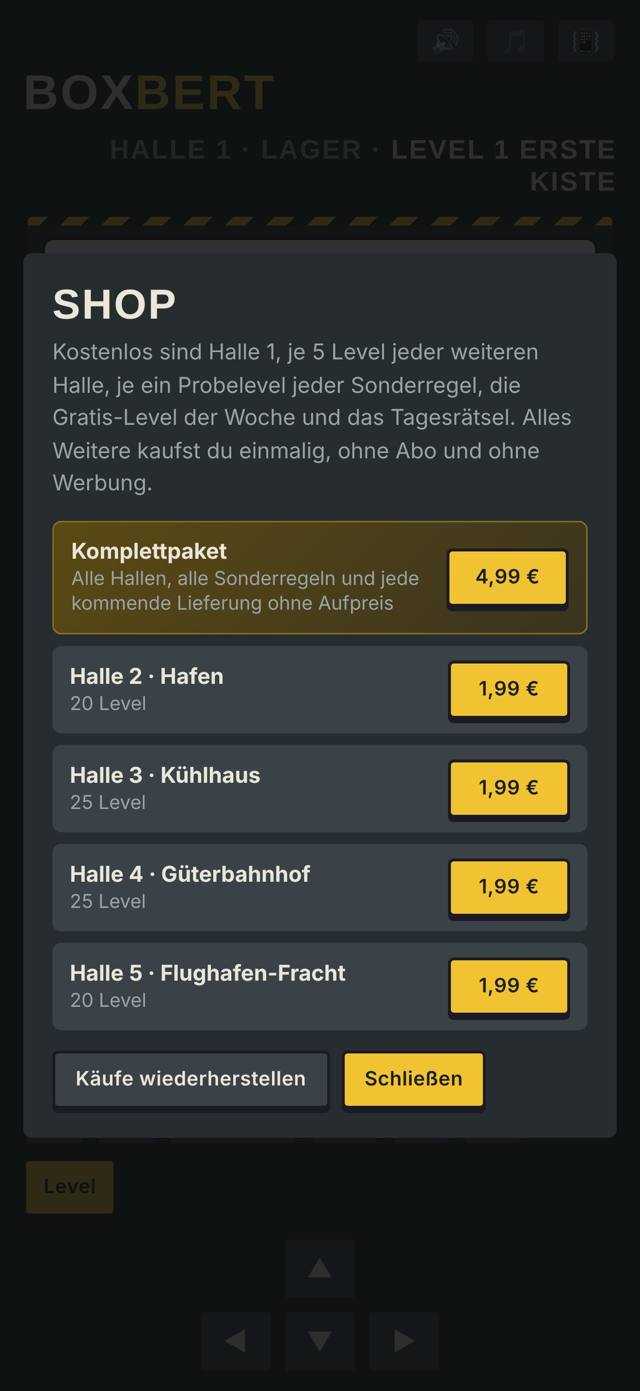 BOXBERT
HALLE 1 · LAGER · LEVEL 1 ERSTE
KISTE
SHOP
Kostenlos sind Halle 1, je 5 Level jeder weiteren
Halle, je ein Probelevel jeder Sonderregel, die
Gratis-Level der Woche und das Tagesrätsel. Alles
Weitere kaufst du einmalig, ohne Abo und ohne
Werbung.
Komplettpaket
Alle Hallen, alle Sonderregeln und jede
kommende Lieferung ohne Aufpreis
4,99 €
Halle 2 · Hafen
20 Level
1,99 €
Halle 3 · Kühlhaus
25 Level
1,99 €
Halle 4 · Güterbahnhof
25 Level
1,99 €
Halle 5 · Flughafen-Fracht
20 Level
1,99 €
Käufe wiederherstellen
Schließen
Level